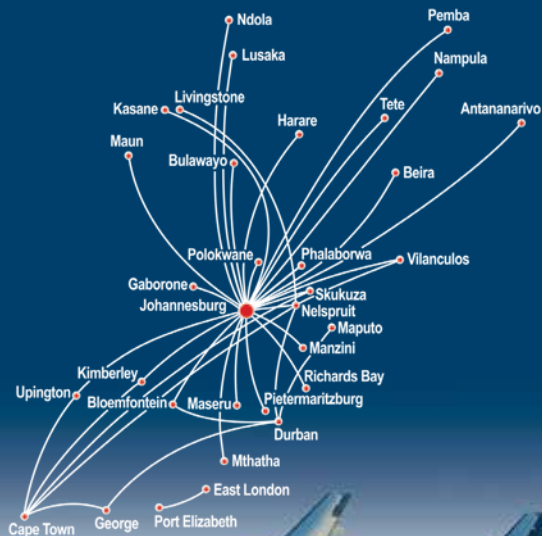 Ndola
Pemba
Lusaka
Nampula
Livingstone
Kasane
Tete
Antananarivo
Harare
Maun
Bulawayo
Beira
Polokwane
Phalaborwa
Vilanculos
Gaborone
Skukuza
Johannesburg
Nelspruit
Maputo
Manzini
Kimberley
Richards Bay
Upington
Bloemfontein
Maseru
Pietermaritzburg
Durban
Mthatha
East London
Cape Town
George
Port Elizabeth